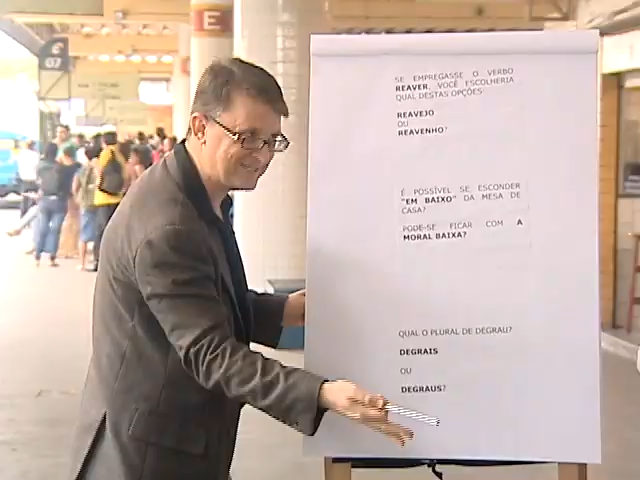 E
07
E
SE EMPREGASSE O VERBO
REAVER, VOCÊ ESCOLHERIA
QUAL DESTAS OPÇÕES:
REAVEJO
OU
REAVENHO?
É POSSÍVEL SE ESCONDER
"EM BAIXO" DA MESA DE
CASA?
PODE-SE FICAR COM A
MORAL BAIXA?
QUAL O PLURAL DE DEGRAU?
DEGRAIS
OU
DEGRAUS?